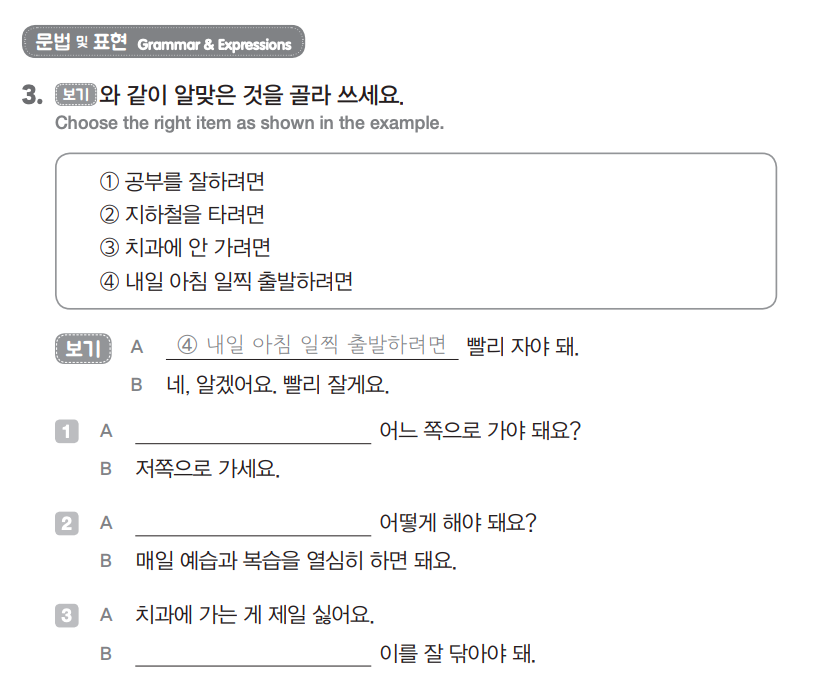 문법 및 표현 Grammar & Expressions
3. 보기 와 같이 알맞은 것을 골라 쓰세요.
Choose the right item as shown in the example.
① 공부를 잘하려면
② 지하철을 타려면
③ 치과에 안 가려면
④ 내일 아침 일찍 출발하려면
보기 A ④ 내일 아침 일찍 출발하려면 빨리 자야 돼.
B 네, 알겠어요. 빨리 잘게요.
1 A 어느 쪽으로 가야 돼요?
B 저쪽으로 가세요.
2 A 어떻게 해야 돼요?
B 매일 예습과 복습을 열심히 하면 돼요.
3 A 치과에 가는 게 제일 싫어요.
B 이를 잘 닦아야 돼.